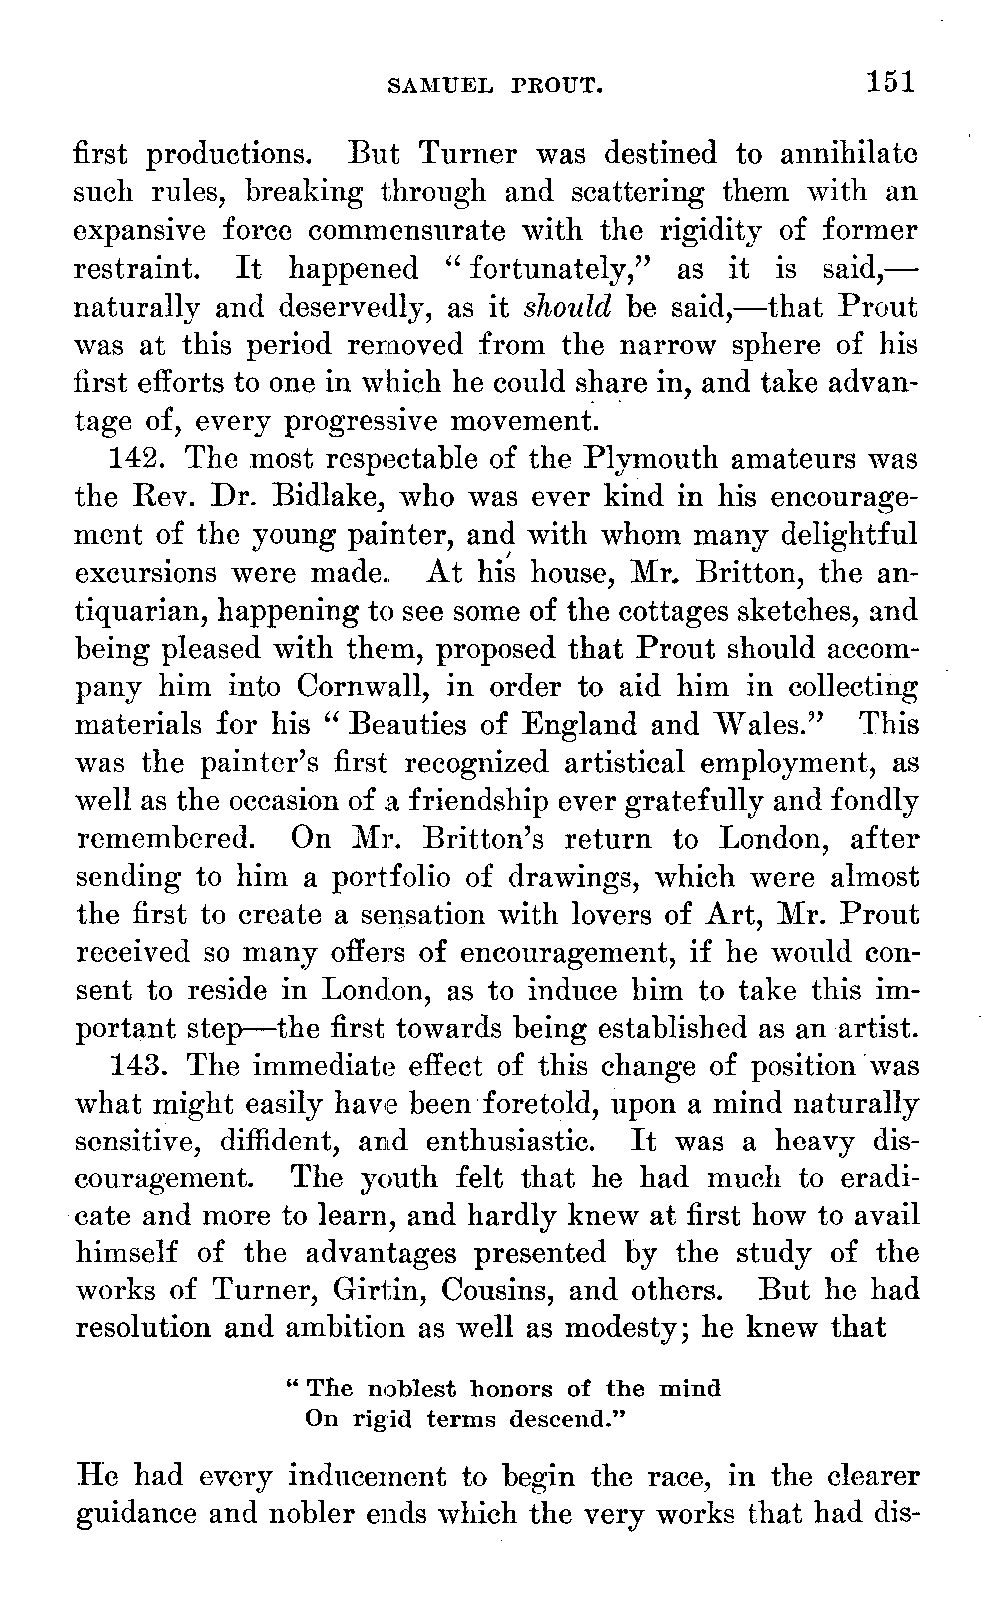 SAMUEL PROUT. 151
first productions. But Turner was destined to annihilate
such rules, breaking through and scattering them with an
expansive force commensurate with the rigidity of former
restraint. It happened “ fortunately,” as it is said,—
naturally and deservedly, as it should be said,—that Prout
was at this period removed from the narrow sphere of his
first efforts to one in which he could share in, and take advan-
tage of, every progressive movement.
142. The most respectable of the Plymouth amateurs was
the Rev. Dr. Bidlake, who was ever kind in his encourage-
ment of the young painter, and with whom many delightful
excursions were made. At his house, Mr. Britton, the an-
tiquarian, happening to see some of the cottages sketches, and
being pleased with them, proposed that Prout should accom-
pany him into Cornwall, in order to aid him in collecting
materials for his “ Beauties of England and Wales.” This
was the painter’s first recognized artistical employment, as
well as the occasion of a friendship ever gratefully and fondly
remembered. On Mr. Britton’s return to London, after
sending to him a portfolio of drawings, which were almost
the first to create a sensation with lovers of Art, Mr. Prout
received so many offers of encouragement, if he would con-
sent to reside in London, as to induce him to take this im-
portant step—the first towards being established as an artist.
143. The immediate effect of this change of position was
what might easily have been foretold, upon a mind naturally
sensitive, diffident, and enthusiastic. It was a heavy dis-
couragement. The youth felt that he had much to eradi-
cate and more to learn, and hardly knew at first how to avail
himself of the advantages presented by the study of the
works of Turner, Girtin, Cousins, and others. But he had
resolution and ambition as well as modesty; he knew that
“ The noblest honors of the mind
On rigid terms descend.”
He had every inducement to begin the race, in the clearer
guidance and nobler ends which the very works that had dis-